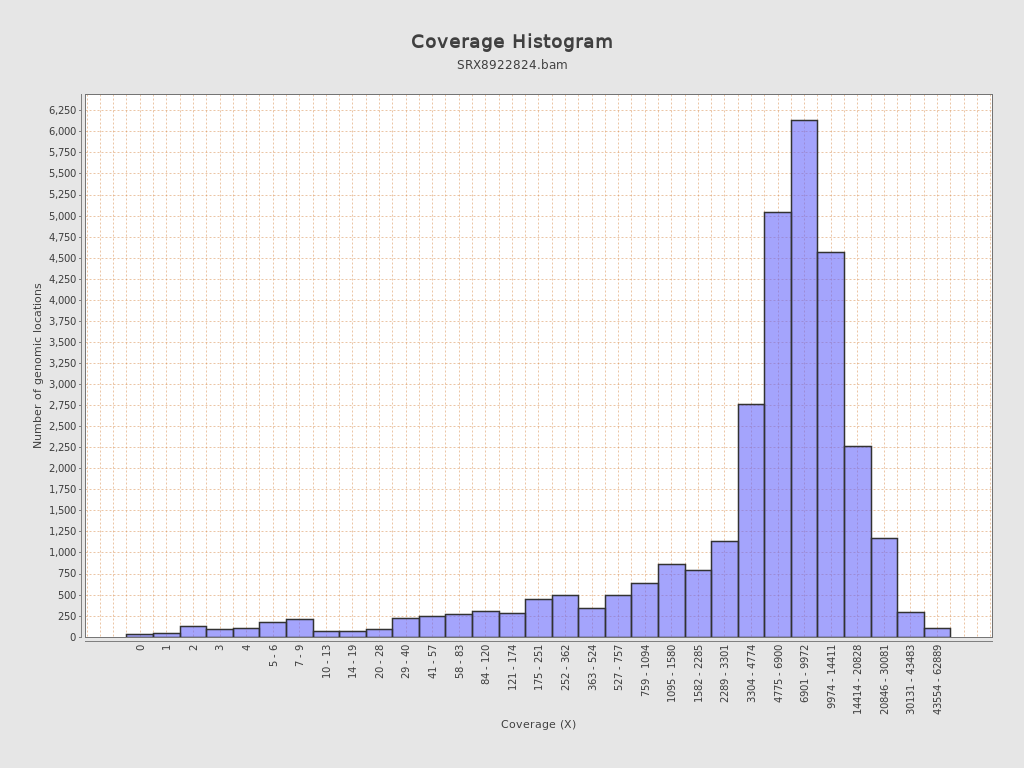 Coverage Histogram
SRX8922824.bam
Number of genomic locations
6,250
6,000
5,750
5,500
5,250
5,000
4,750
4,500
4,250
4,000
3,750
3,500
3,250
3,000
2,750
2,500
2,250
2,000
1,750
1,500
1,250
1,000
750
500
250
0
0
1
2
3
4
5 - 6
7 - 9
10 - 13
14 - 19
20 - 28
29 - 40
41 - 57
58 - 83
84 - 120
121 - 174
175 - 251
252 - 362
363 - 524
527 - 757
759 - 1094
1095 - 1580
1582 - 2285
2289 - 3301
3304 - 4774
4775 - 6900
6901 - 9972
9974 - 14411
14414 - 20828
20846 - 30081
30131 - 43483
43554 - 62889
Coverage (X)